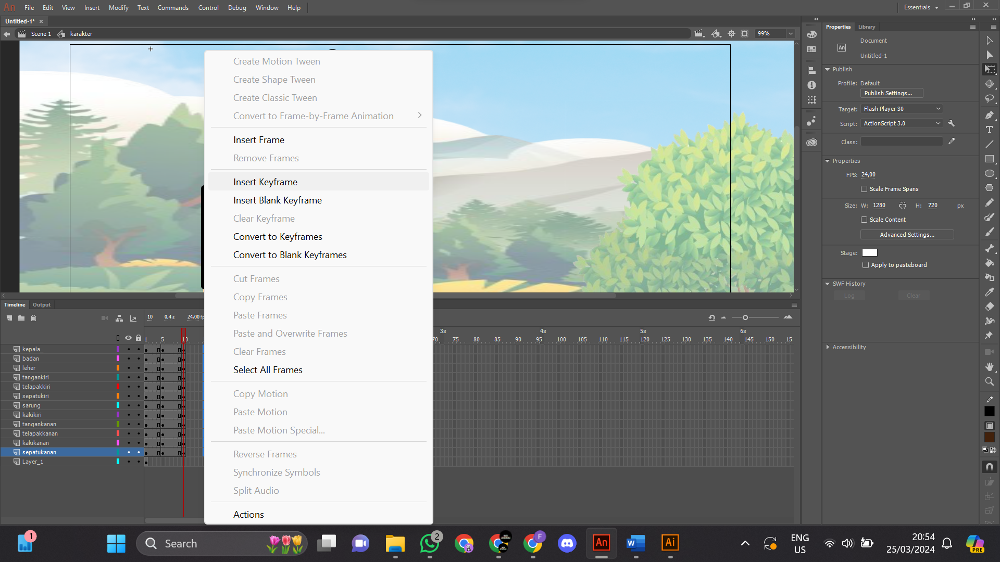 An File Edit View Insert Modify Text Commands Control Debug Window Help Essentials
Untitled-1*
Scene 1 karakter 99%
Properties Library
Document
An
Untitled-1
Publish
Profile: Default
Publish Settings...
Target: Flash Player 30
Script: ActionScript 3.0
Class:
Properties
FPS: 24,00
Scale Frame Spans
Size: W: 1280 H: 720 px
Scale Content
Advanced Settings...
Stage:
Apply to pasteboard
SWF History
Log Clear
Accessibility
Create Motion Tween
Create Shape Tween
Create Classic Tween
Convert to Frame-by-Frame Animation
Insert Frame
Remove Frames
Insert Keyframe
Insert Blank Keyframe
Clear Keyframe
Convert to Keyframes
Convert to Blank Keyframes
Cut Frames
Copy Frames
Paste Frames
Paste and Overwrite Frames
Clear Frames
Select All Frames
Copy Motion
Paste Motion
Paste Motion Special...
Reverse Frames
Synchronize Symbols
Split Audio
Actions
Timeline Output
10 0,4 s 24,00 fp
3s 4s 5s 6s
1 5 10 70 75 80 85 90 95 100 105 110 115 120 125 130 135 140 145 150 15
kepala_
badan
leher
tangankiri
telapakkiri
sepatukiri
sarung
kakikiri
tangankanan
telapakkanan
kakikanan
sepatukanan
Layer_1
1 Search 2 F An W Ai
ENG
US
20:54
25/03/2024
PRE